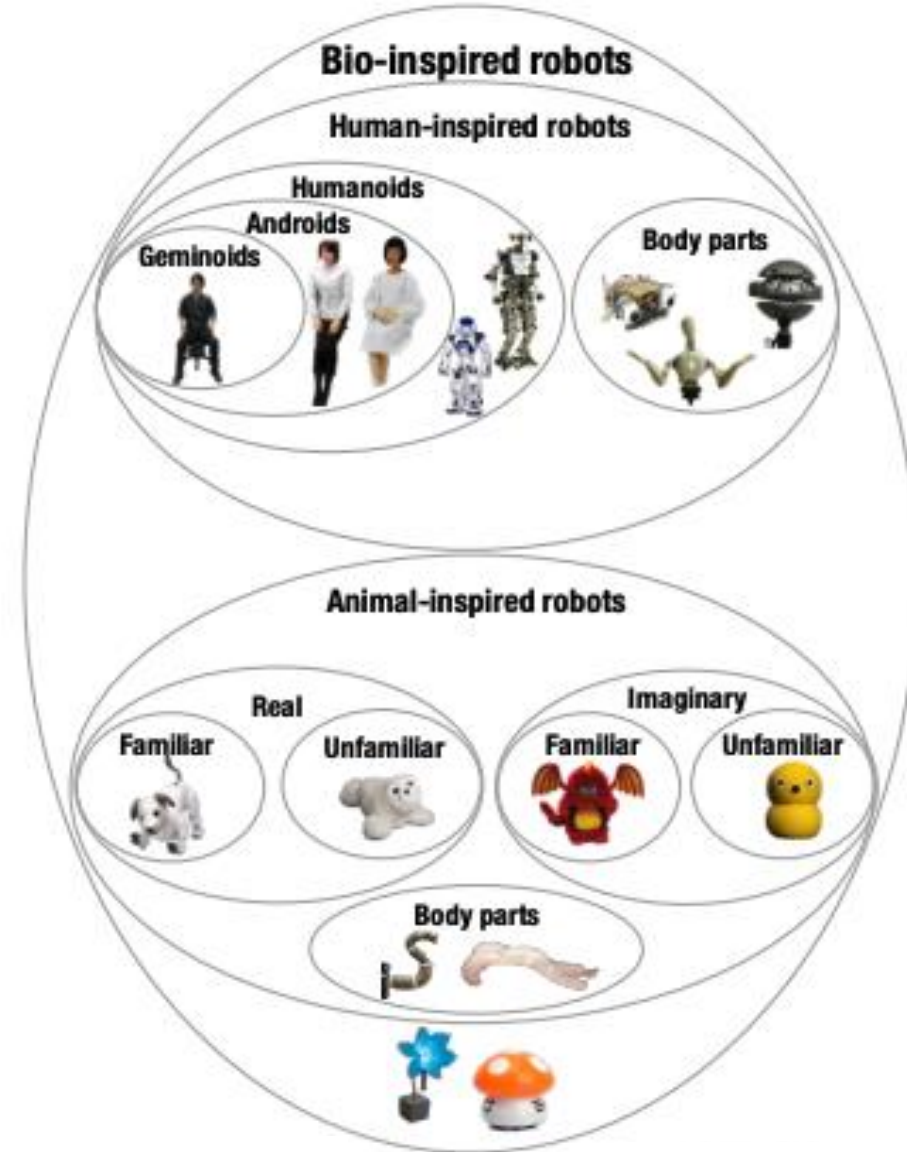 Bio-inspired robots
Human-inspired robots
Humanoids
Androids
Geminoids
Body parts
Animal-inspired robots
Real
Imaginary
Familiar
Unfamiliar
Familiar
Unfamiliar
Body parts